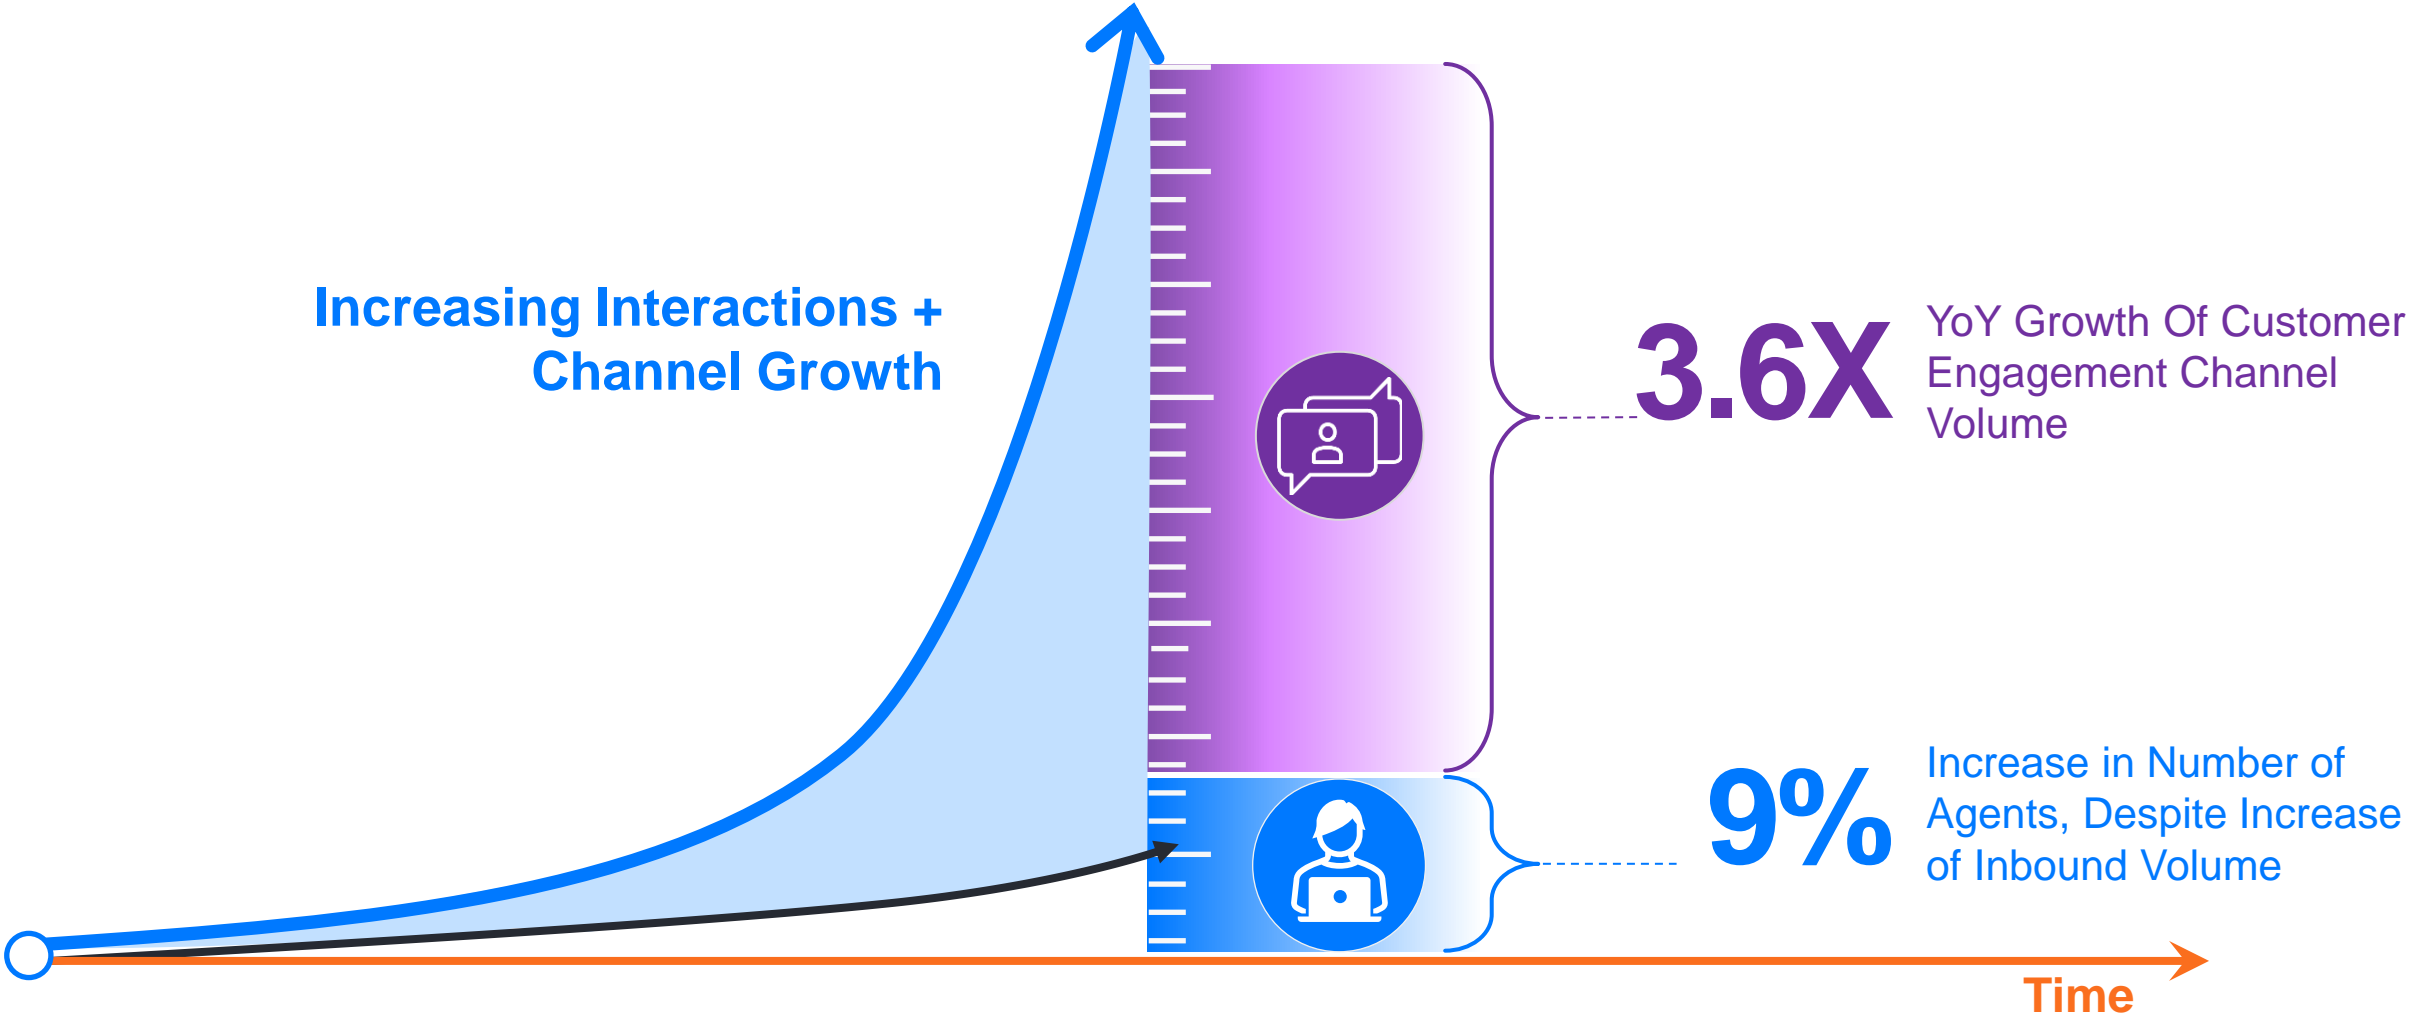 Increasing Interactions +
Channel Growth
3.6X
YoY Growth Of Customer
Engagement Channel
Volume
9%
Increase in Number of
Agents, Despite Increase
of Inbound Volume
Time